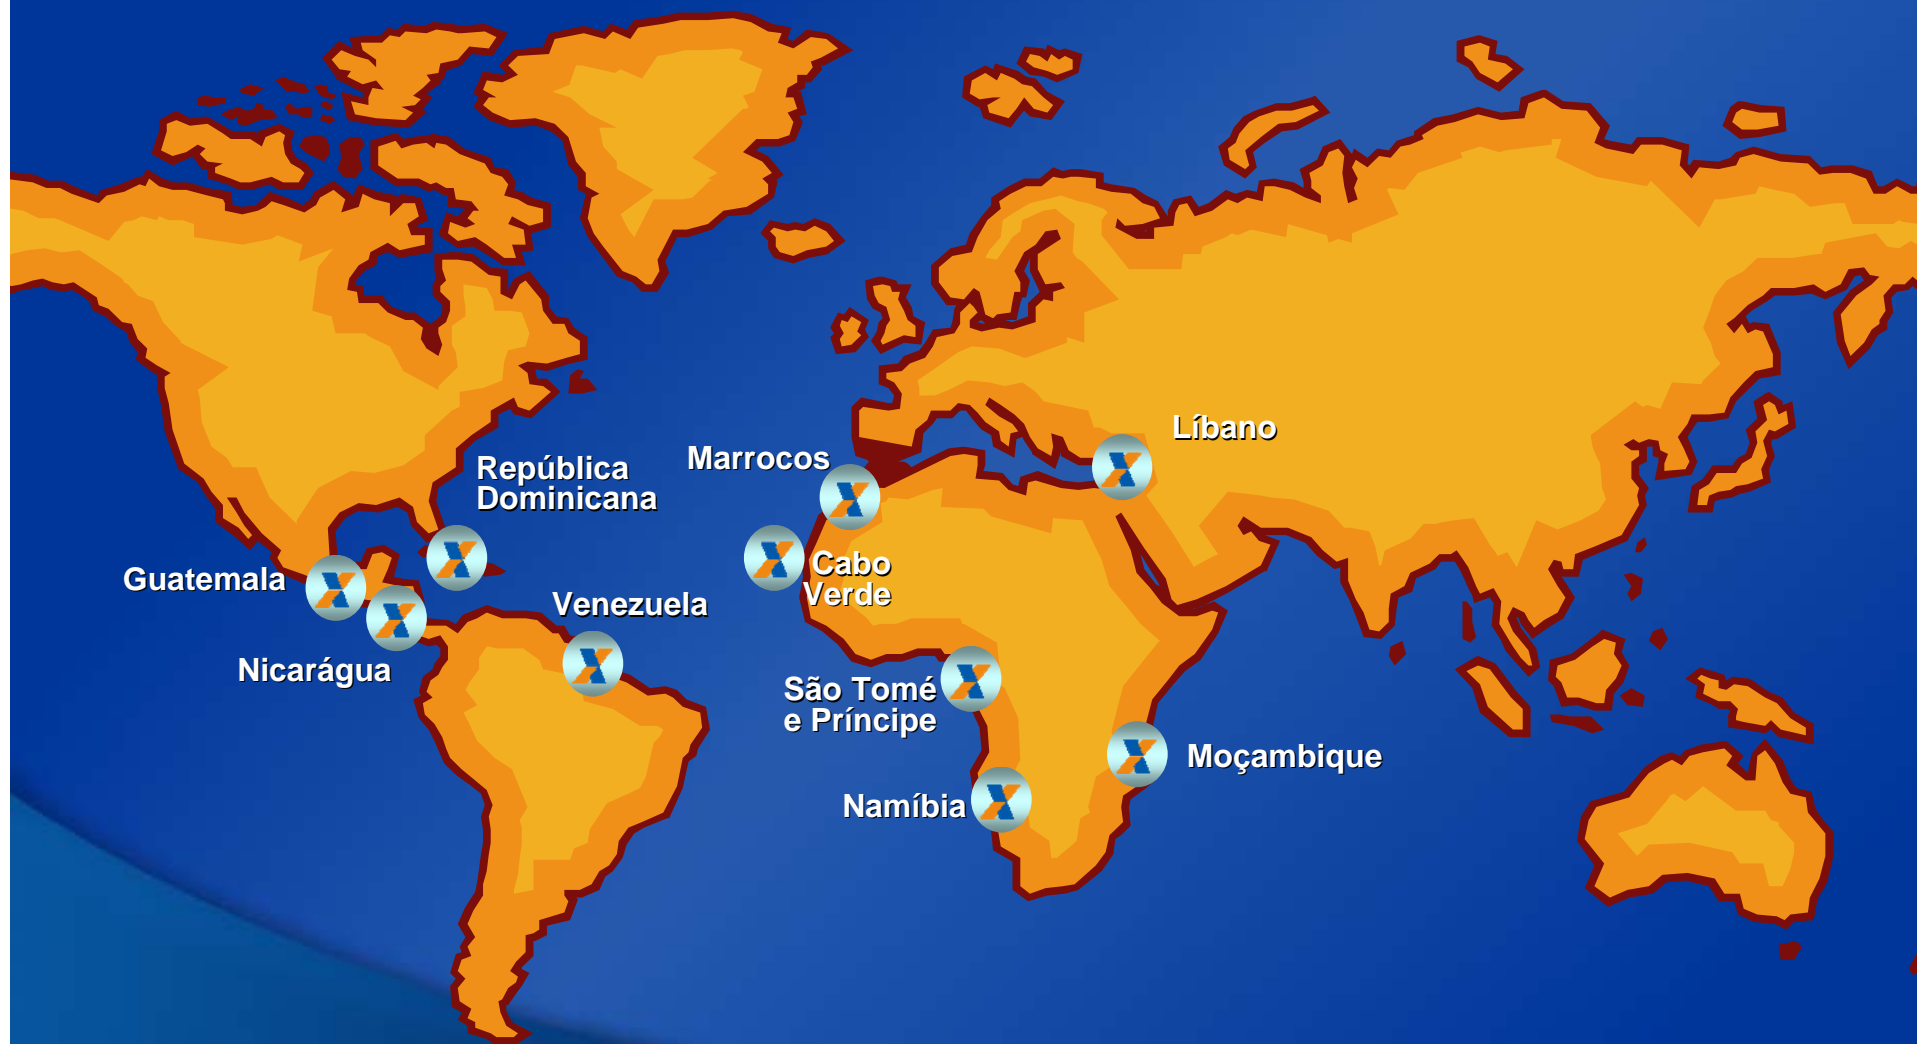 Líbano
Marrocos
República
Dominicana
Cabo
Verde
Guatemala
Venezuela
Nicarágua
São Tomé
e Príncipe
Moçambique
Namíbia